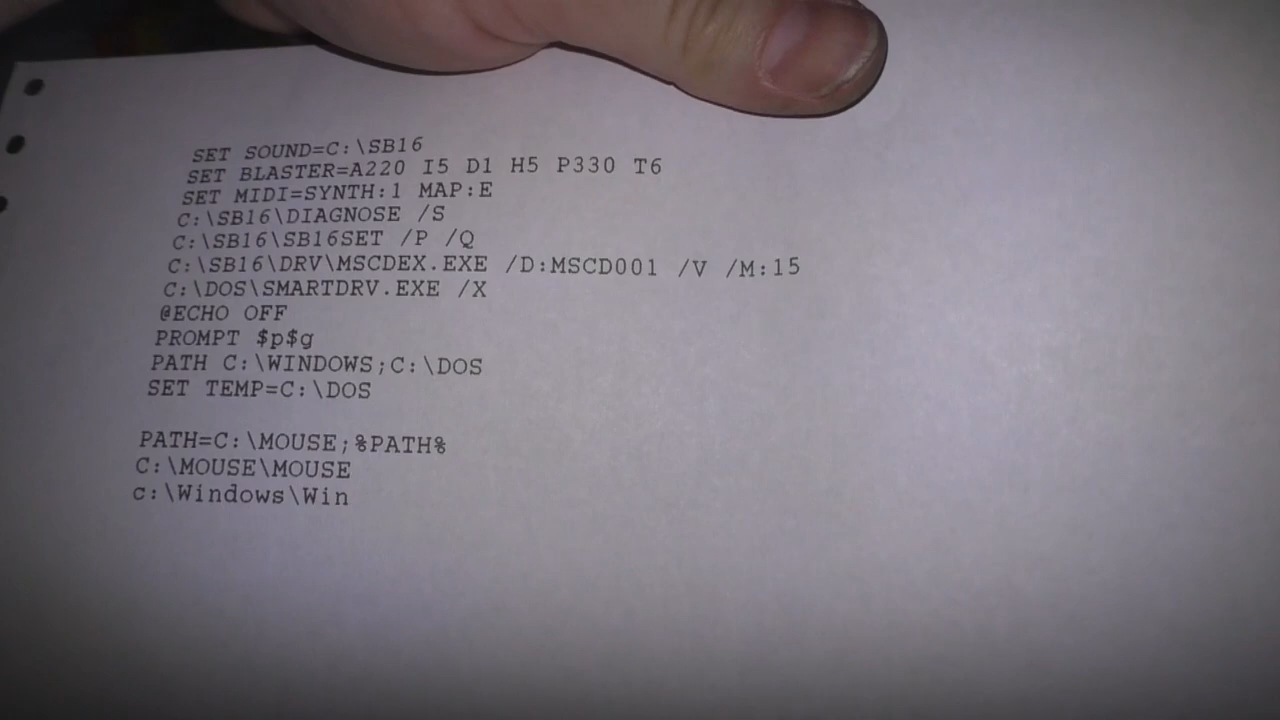 SET SOUND=C:\SB16
SET BLASTER=A220 I5 D1 H5 P330 T6
SET MIDI=SYNTH:1 MAP:E
C:\SB16\DIAGNOSE /S
C:\SB16\SB16SET /P /Q
C:\SB16\DRV\MSCDEX.EXE /D:MSCD001 /V /M:15
C:\DOS\SMARTDRV.EXE /X
@ECHO OFF
PROMPT $p$g
PATH C:\WINDOWS;C:\DOS
SET TEMP=C:\DOS
PATH=C:\MOUSE;%PATH%
C:\MOUSE\MOUSE
c:\Windows\Win